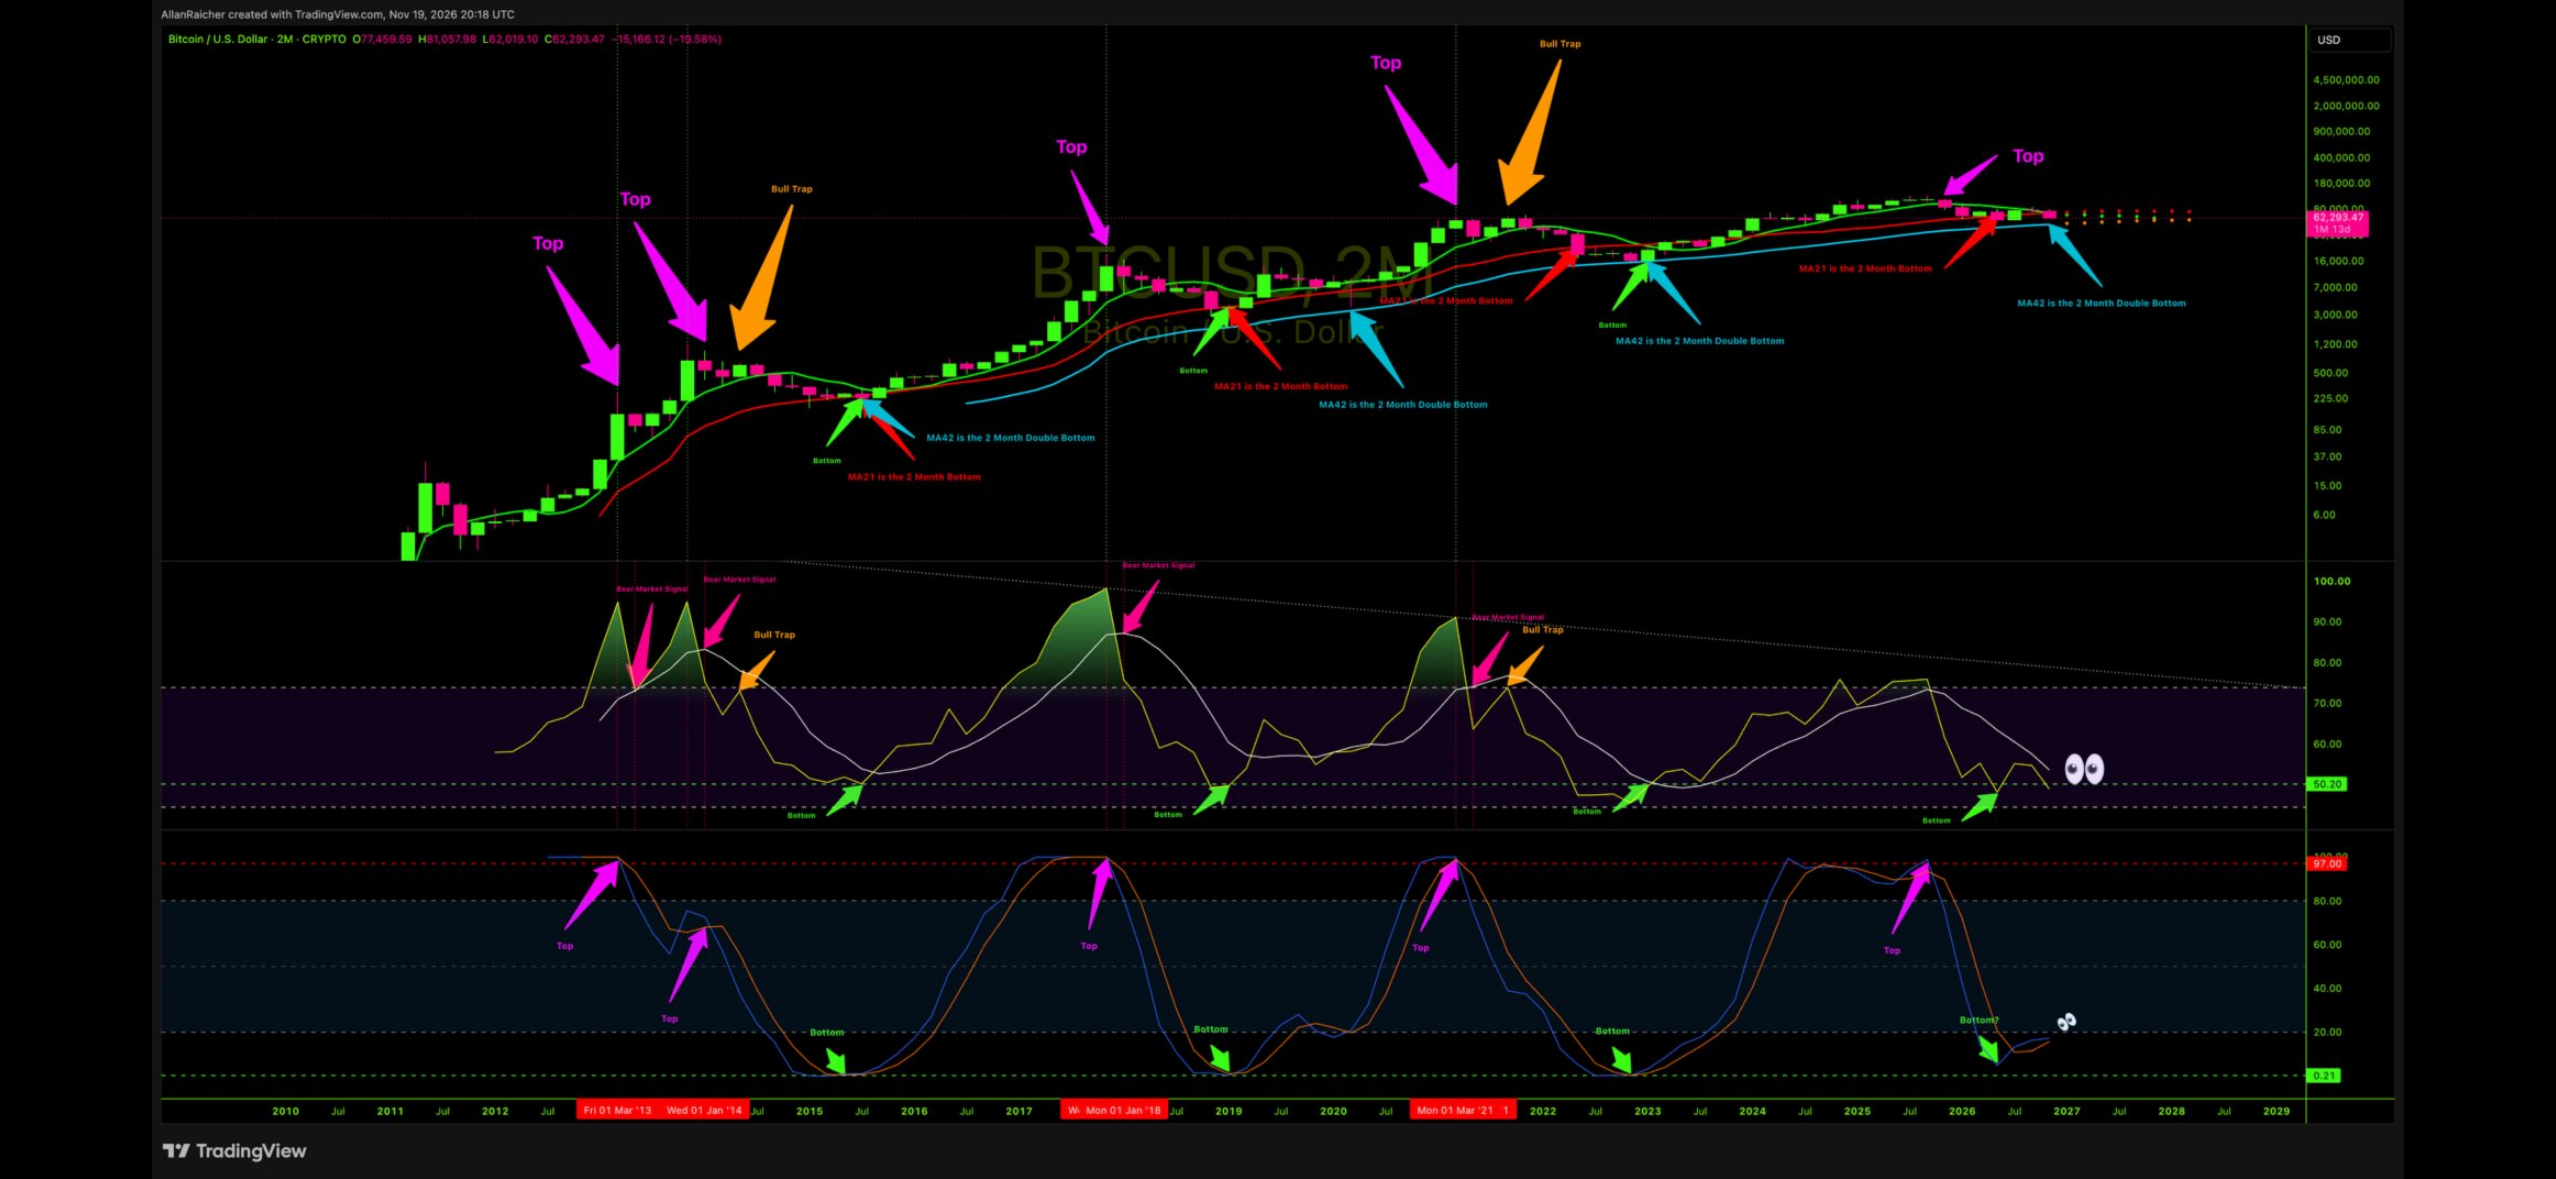 AllanRaicher created with TradingView.com, Nov 19, 2026 20:18 UTC
Bitcoin / U.S. Dollar · 2M · CRYPTO O77,459.59 H81,057.98 L62,019.10 C62,293.47 −15,166.12 (−19.58%)
USD
Bull Trap
Top
4,500,000.00
2,000,000.00
900,000.00
Top
Top
400,000.00
180,000.00
Bull Trap
Top
80,000.00
62,293.47
1M 13d
Top
BTCUSD, 2M
Bitcoin / U.S. Dollar
16,000.00
MA21 is the 2 Month Bottom
7,000.00
MA21 is the 2 Month Bottom
MA42 is the 2 Month Double Bottom
3,000.00
Bottom
MA42 is the 2 Month Double Bottom
1,200.00
Bottom
500.00
MA21 is the 2 Month Bottom
225.00
MA42 is the 2 Month Double Bottom
85.00
MA42 is the 2 Month Double Bottom
Bottom
37.00
MA21 is the 2 Month Bottom
15.00
6.00
Bear Market Signal
Bear Market Signal
Bear Market Signal
100.00
Bear Market Signal
90.00
Bull Trap
Bull Trap
80.00
70.00
60.00
50.20
Bottom
Bottom
Bottom
Bottom
97.00
80.00
Top
Top
Top
Top
60.00
40.00
Top
Bottom
Bottom
Bottom
Bottom?
20.00
0.21
2010 Jul 2011 Jul 2012 Jul Fri 01 Mar '13 Wed 01 Jan '14 Jul 2015 Jul 2016 Jul 2017 Mon 01 Jan '18 Jul 2019 Jul 2020 Jul Mon 01 Mar '21 2022 Jul 2023 Jul 2024 Jul 2025 Jul 2026 Jul 2027 Jul 2028 Jul 2029
TradingView